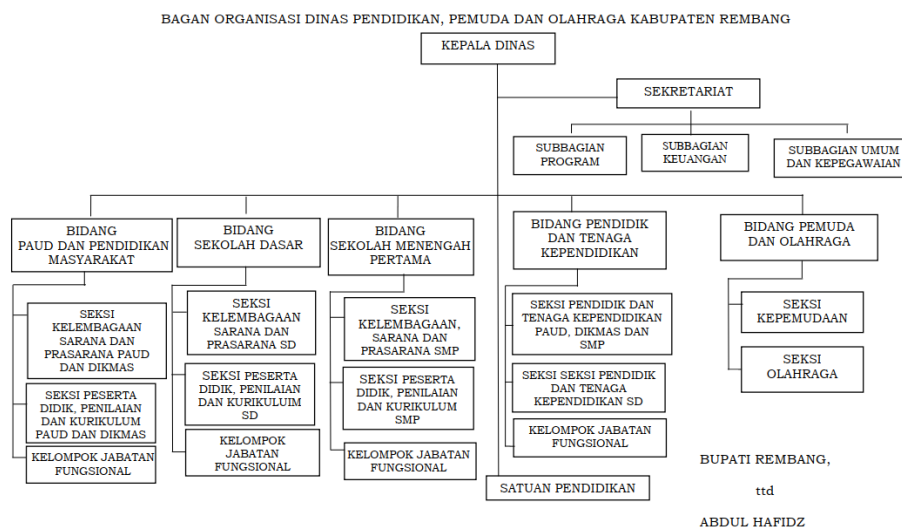 BAGAN ORGANISASI DINAS PENDIDIKAN, PEMUDA DAN OLAHRAGA KABUPATEN REMBANG
KEPALA DINAS
SEKRETARIAT
SUBBAGIAN
PROGRAM
SUBBAGIAN
KEUANGAN
SUBBAGIAN UMUM
DAN KEPEGAWAIAN
BIDANG
PAUD DAN PENDIDIKAN
MASYARAKAT
SEKSI
KELEMBAGAAN
SARANA DAN
PRASARANA PAUD
DAN DIKMAS
SEKSI PESERTA
DIDIK, PENILAIAN
DAN KURIKULUM
PAUD DAN DIKMAS
KELOMPOK JABATAN
FUNGSIONAL
BIDANG
SEKOLAH DASAR
SEKSI
KELEMBAGAAN
SARANA DAN
PRASARANA SD
SEKSI PESERTA
DIDIK, PENILAIAN
DAN KURIKULUIM
SD
KELOMPOK
JABATAN
FUNGSIONAL
BIDANG
SEKOLAH MENENGAH
PERTAMA
SEKSI
KELEMBAGAAN,
SARANA DAN
PRASARANA SMP
SEKSI PESERTA
DIDIK, PENILAIAN
DAN KURIKULUM
SMP
KELOMPOK JABATAN
FUNGSIONAL
BIDANG PENDIDIK
DAN TENAGA
KEPENDIDIKAN
SEKSI PENDIDIK DAN
TENAGA KEPENDIDIKAN
PAUD, DIKMAS DAN
SMP
SEKSI SEKSI PENDIDIK
DAN TENAGA
KEPENDIDIKAN SD
KELOMPOK JABATAN
FUNGSIONAL
BIDANG PEMUDA
DAN OLAHRAGA
SEKSI
KEPEMUDAAN
SEKSI
OLAHRAGA
SATUAN PENDIDIKAN
BUPATI REMBANG,
ttd
ABDUL HAFIDZ